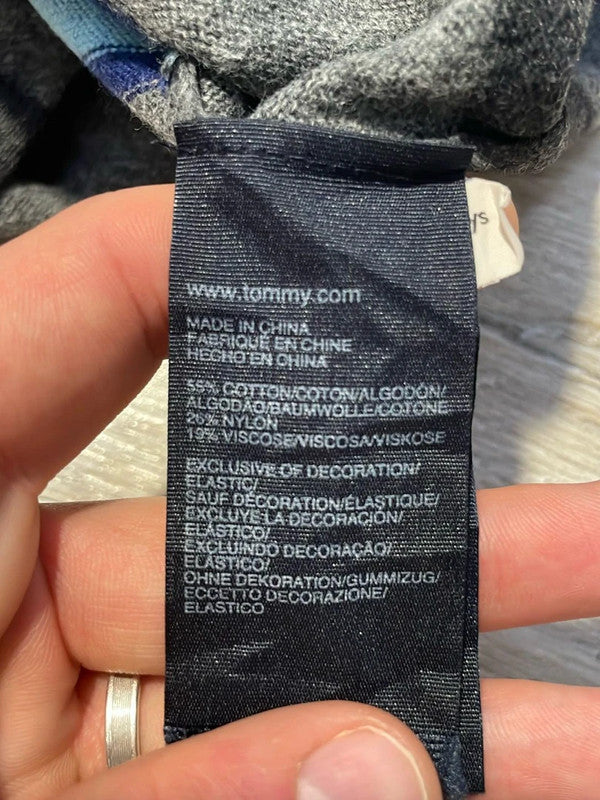 www.tommy.com
MADE IN CHINA
FABRIQUÉ EN CHINE
HECHO EN CHINA
55% COTTON/COTON/ALGODÓN/
ALGODÃO/BAUMWOLLE/COTONE
26% NYLON
19% VISCOSE/VISCOSA/VISKOSE
EXCLUSIVE OF DECORATION/
ELASTIC/
SAUF DÉCORATION/ÉLASTIQUE/
EXCLUYE LA DECORACIÓN/
ELÁSTICO/
EXCLUINDO DECORAÇÃO/
ELÁSTICO/
OHNE DEKORATION/GUMMIZUG/
ECCETTO DECORAZIONE/
ELASTICO